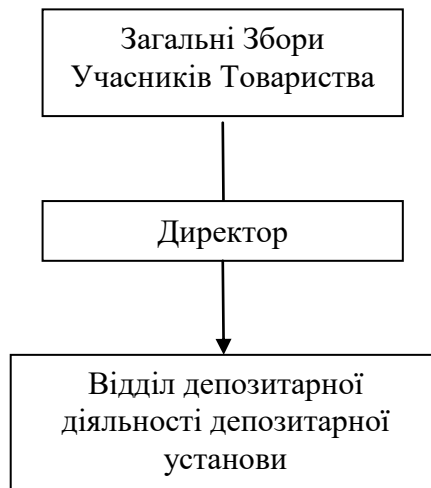 Загальні Збори
Учасників Товариства
Директор
Відділ депозитарної
діяльності депозитарної
установи